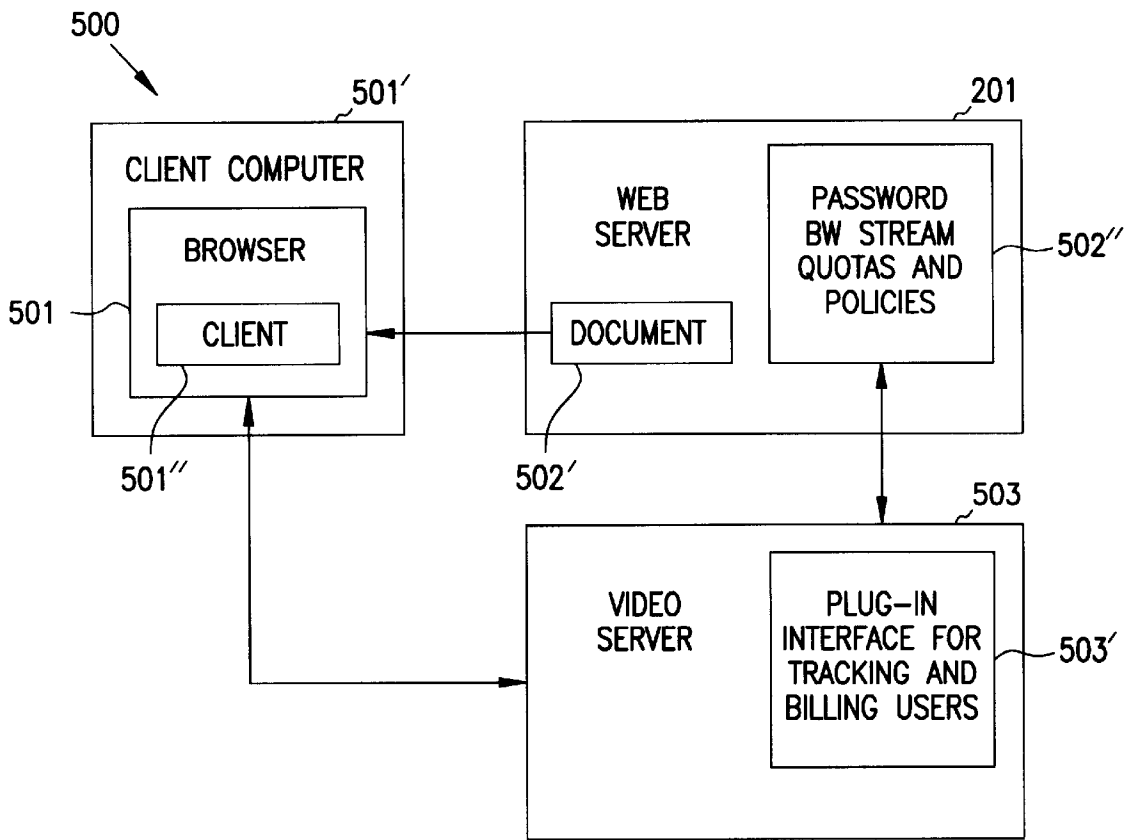 500
501′
201
CLIENT COMPUTER
BROWSER
CLIENT
501
501″
WEB
SERVER
DOCUMENT
502′
PASSWORD
BW STREAM
QUOTAS AND
POLICIES
502″
503
VIDEO
SERVER
PLUG-IN
INTERFACE FOR
TRACKING AND
BILLING USERS
503′